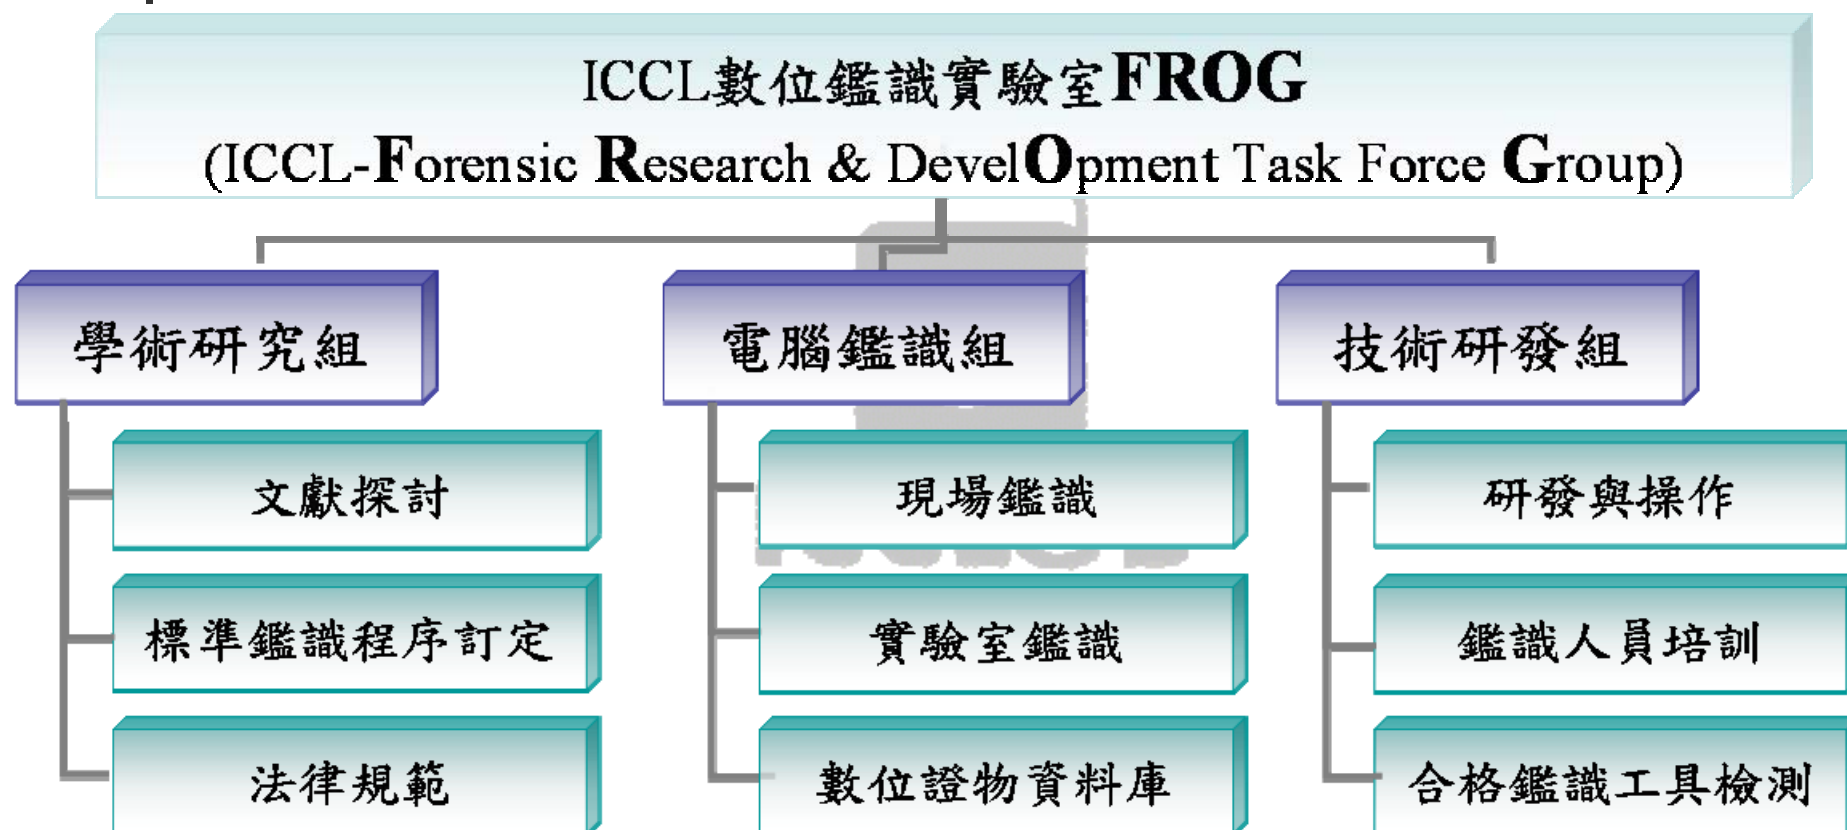 ICCL數位鑑識實驗室FROG
(ICCL-Forensic Research & DevelOpment Task Force Group)
學術研究組
文獻探討
標準鑑識程序訂定
法律規範
電腦鑑識組
現場鑑識
實驗室鑑識
數位證物資料庫
技術研發組
研發與操作
鑑識人員培訓
合格鑑識工具檢測